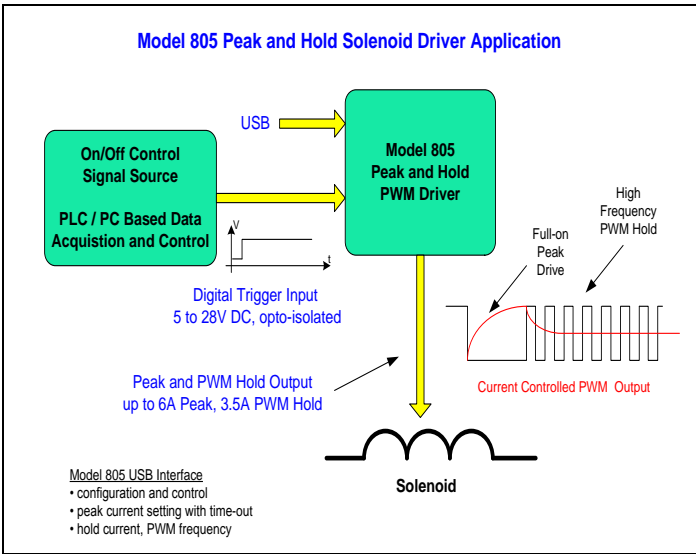 Model 805 Peak and Hold Solenoid Driver Application
USB
On/Off Control
Signal Source
PLC / PC Based Data
Acquistion and Control
Model 805
Peak and Hold
PWM Driver
V
t
Digital Trigger Input
5 to 28V DC, opto-isolated
High
Frequency
PWM Hold
Full-on
Peak
Drive
Current Controlled PWM Output
Peak and PWM Hold Output
up to 6A Peak, 3.5A PWM Hold
Solenoid
Model 805 USB Interface
• configuration and control
• peak current setting with time-out
• hold current, PWM frequency